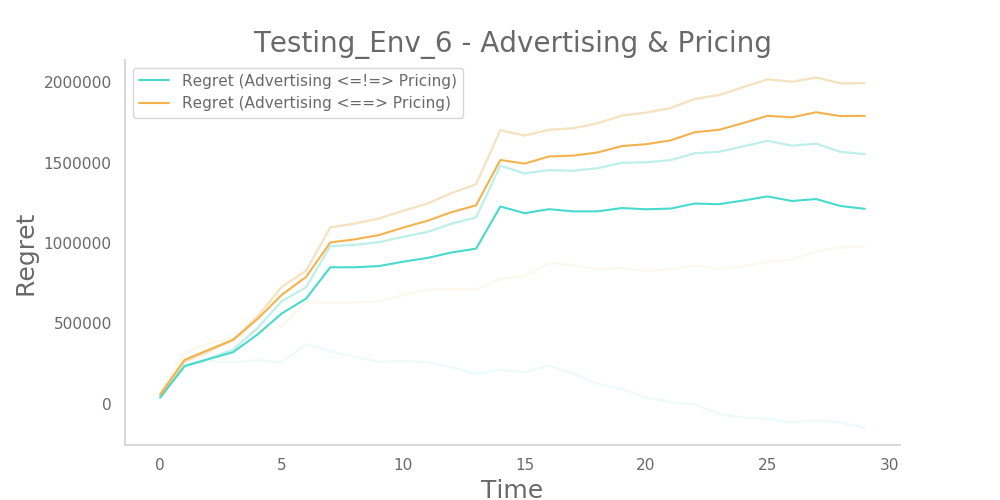 Testing_Env_6 - Advertising & Pricing
Regret (Advertising <=!=> Pricing)
Regret (Advertising <==> Pricing)
2000000
1500000
1000000
500000
0
Regret
0 5 10 15 20 25 30
Time